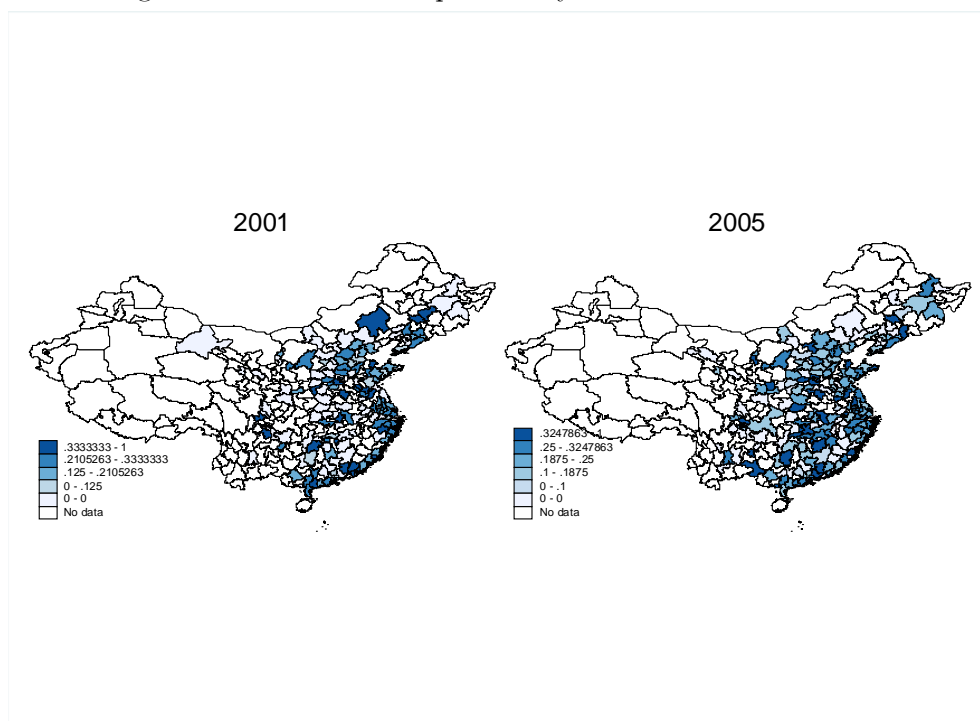 2001
2005
.3333333 - 1
.2105263 - .3333333
.125 - .2105263
0 - .125
0 - 0
No data
.3247863 - 1
.25 - .3247863
.1875 - .25
.1 - .1875
0 - .1
0 - 0
No data